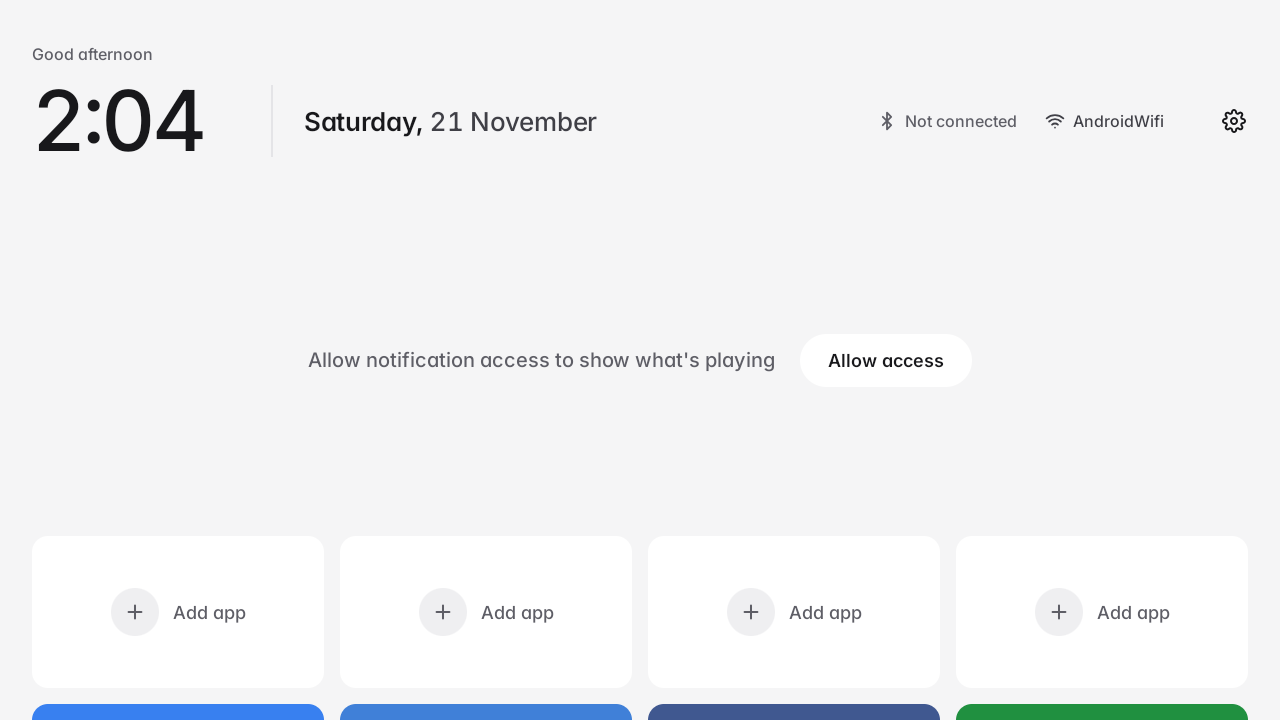 Good afternoon
2:04
Saturday, 21 November
Not connected
AndroidWifi
Allow notification access to show what's playing
Allow access
Add app
Add app
Add app
Add app